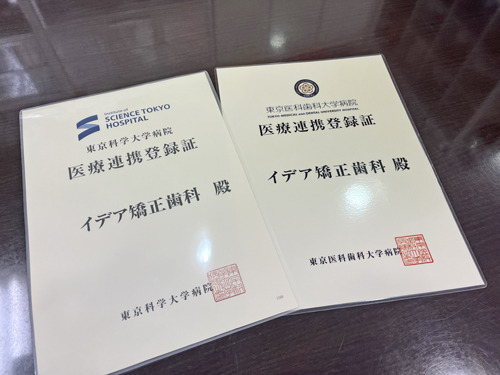 Institute of
SCIENCE TOKYO
HOSPITAL
東京科学大学病院
医療連携登録証
イデア矯正歯科 殿
東京科学大学病院
東京医科歯科大学病院
TOKYO MEDICAL AND DENTAL UNIVERSITY HOSPITAL
医療連携登録証
イデア矯正歯科 殿
東京医科歯科大学病院